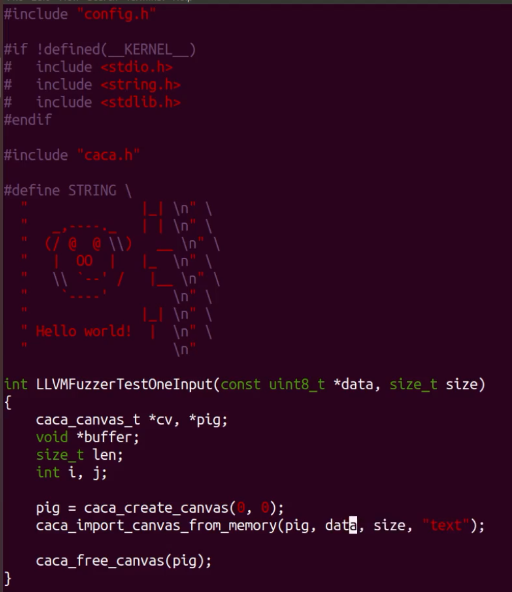 #include "config.h"
#if !defined(__KERNEL__)
#   include <stdio.h>
#   include <string.h>
#   include <stdlib.h>
#endif
#include "caca.h"
#define STRING \
"                |_| \n" \
"   _,----._     | | \n" \
"  (/ @  @ \\)   __ \n" \
"   |  OO  |   |_  \n" \
"   \\ `--' /   |__ \n" \
"    `----'        \n" \
"              |_| \n" \
" Hello world!  |  \n" \
"                  \n"
int LLVMFuzzerTestOneInput(const uint8_t *data, size_t size)
{
    caca_canvas_t *cv, *pig;
    void *buffer;
    size_t len;
    int i, j;
    pig = caca_create_canvas(0, 0);
    caca_import_canvas_from_memory(pig, data, size, "text");
    caca_free_canvas(pig);
}